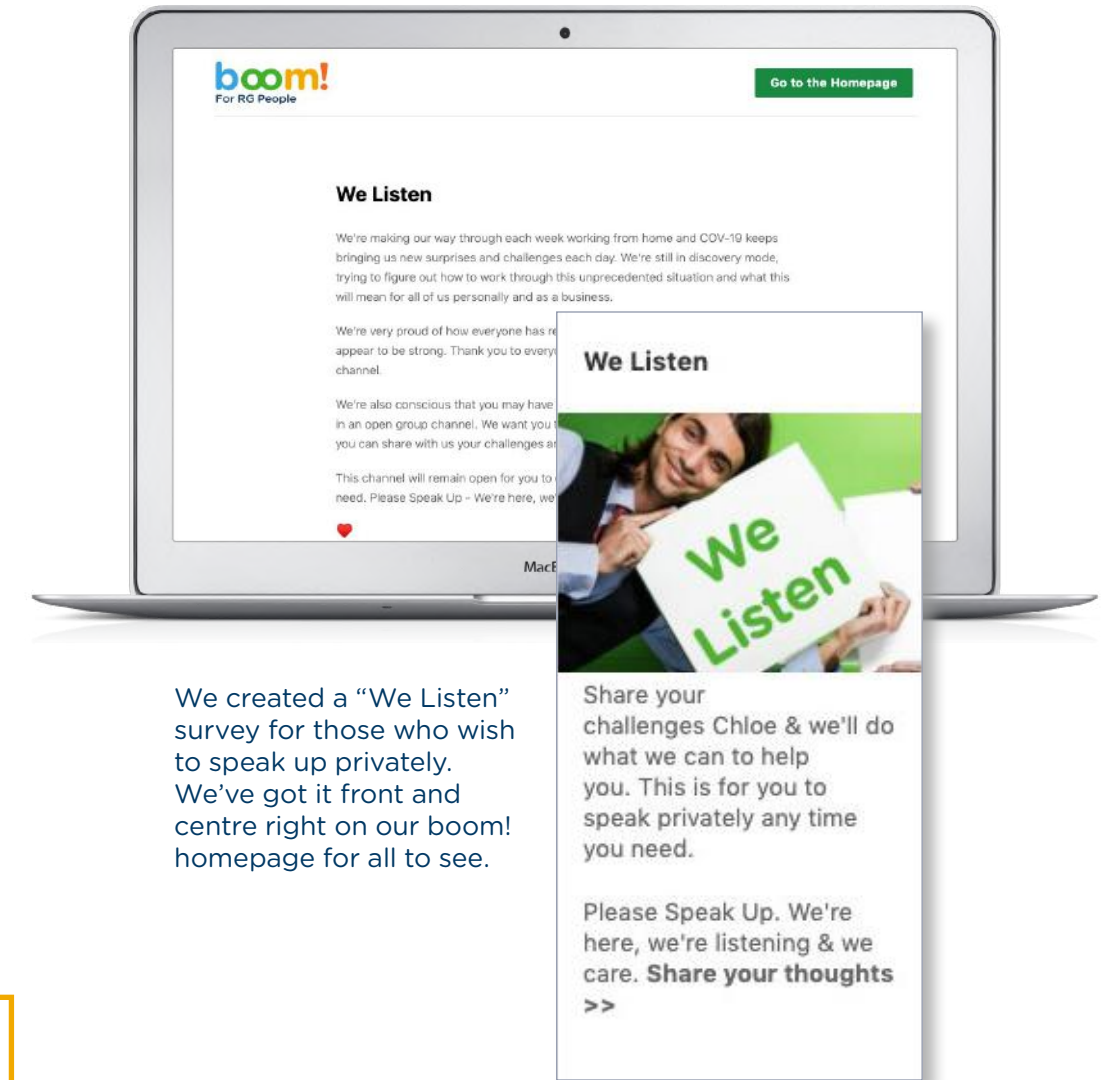 boom!
For RG People
Go to the Homepage
We Listen
We're making our way through each week working from home and COV-19 keeps
bringing us new surprises and challenges each day. We're still in discovery mode,
trying to figure out how to work through this unprecedented situation and what this
will mean for all of us personally and as a business.
We're very proud of how everyone has
appear to be strong. Thank you to
channel.
We're also conscious that you may have
in an open group channel. We want you
you can share with us your challenges
This channel will remain open for you to
need. Please Speak Up - We're here,
We Listen
We
Listen
Share your
challenges Chloe & we'll do
what we can to help
you. This is for you to
speak privately any time
you need.
Please Speak Up. We're
here, we're listening & we
care. Share your thoughts
>>
We created a “We Listen”
survey for those who wish
to speak up privately.
We’ve got it front and
centre right on our boom!
homepage for all to see.